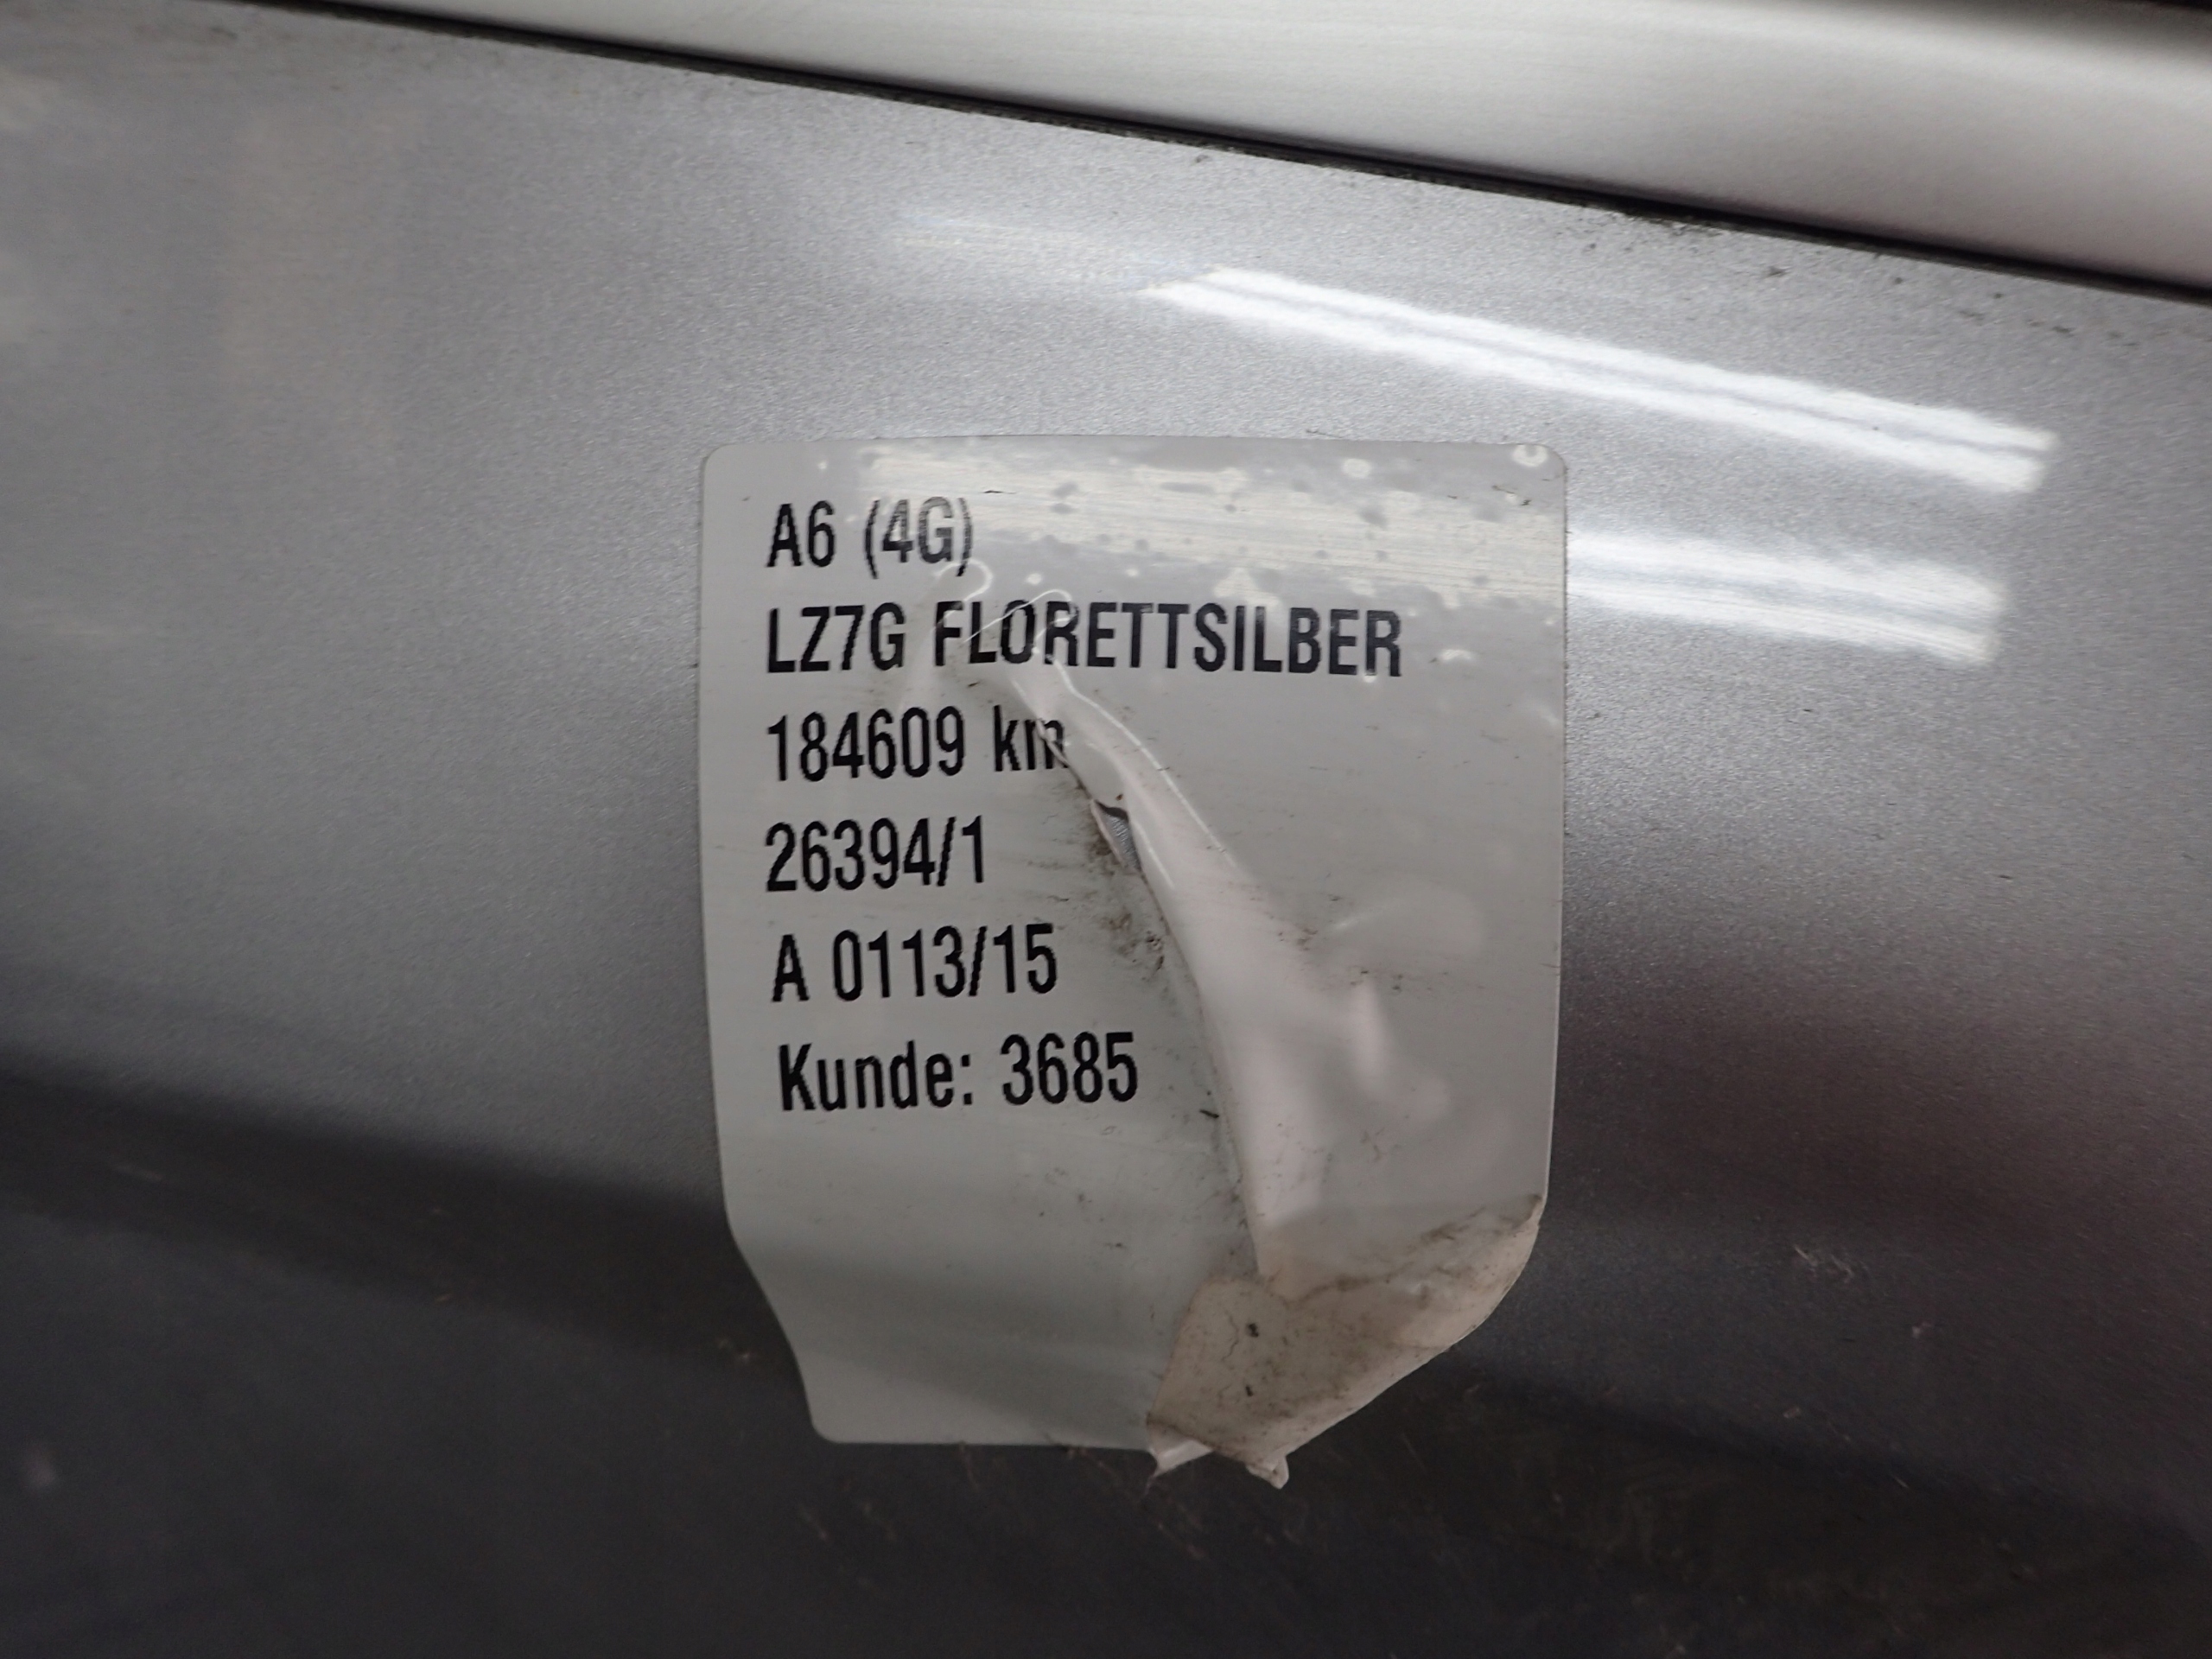 A6 (4G)
LZ7G FLORETTSILBER
184609 km
26394/1
A 0113/15
Kunde: 3685